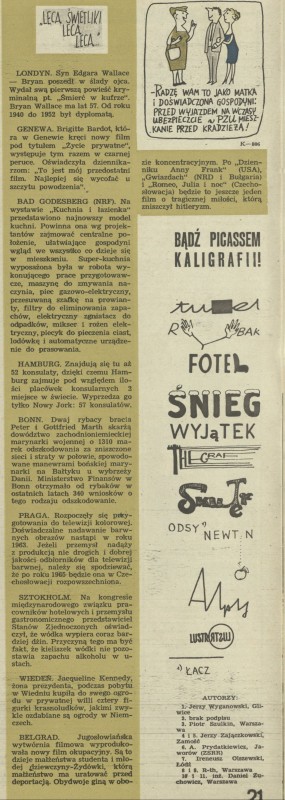 LECĄ, ŚWIETLIKI
LECĄ,
LECĄ...
LONDYN. Syn Edgara Wallace
— Bryan poszedł w ślady ojca.
Wydał swą pierwszą powieść kry-
minalną pt. „Śmierć w kufrze”.
Bryan Wallace ma lat 57. Od roku
1940 do 1952 był dyplomatą.
GENEWA. Brigitte Bardot, któ-
ra w Genewie kręci nowy film
pod tytułem „Życie prywatne”,
występuje tym razem w czarnej
peruce. Oświadczyła dziennika-
rzom: „To jest mój przedostatni
film. Najlepiej się wycofać u
szczytu powodzenia”.
BAD GODESBERG (NRF). Na
wystawie „Kuchnia i łazienka”
przedstawiono najnowszy model
kuchni. Powinna ona wg projek-
tantów zajmować centralne po-
łożenie, ułatwiające gospodyni
wgląd we wszystko co dzieje się
w mieszkaniu. Super-kuchnia
wyposażona była w robota wy-
konującego prace przygotowaw-
cze, maszynę do zmywania na-
czynia, piec gazowo-elektryczny,
przesuwaną szafkę na prowian-
ty, filtry do eliminowania zapa-
chów, elektryczny zgniatacz do
odpadków, mikser i rożen elek-
tryczny, piecyk do pieczenia ciast,
lodówkę i automatyczne urządze-
nie do prasowania.
HAMBURG. Znajdują się tu aż
52 konsulaty, dzięki czemu Ham-
burg zajmuje pod względem ilo-
ści placówek konsularnych 2
miejsce w świecie. Wyprzedza go
tylko Nowy Jork: 57 konsulatów.
BONN. Dwaj rybacy bracia
Peter i Gottfried Marth skarżą
dowództwo zachodnioniemieckiej
marynarki wojennej o 1310 ma-
rek odszkodowania za zniszczone
sieci i straty w połowie, spowodo-
wane manewrami bońskiej mary-
narki na Bałtyku u wybrzeży
Danii. Ministerstwo Finansów w
Bonn otrzymało od rybaków w
ostatnich latach 340 wniosków o
tego rodzaju odszkodowanie.
PRAGA. Rozpoczęły się przy-
gotowania do telewizji kolorowej.
Doświadczalne nadawanie barw-
nych obrazów nastąpi w roku
1963. Jeżeli przemysł nadąży
z produkcją nie drogich i dobrej
jakości odbiorników dla telewizji
barwnej, należy się spodziewać,
że po roku 1965 będzie ona w Cze-
chosłowacji rozpowszechniona.
SZTOKHOLM. Na kongresie
międzynarodowego związku pra-
cowników hotelowych i przemysłu
gastronomicznego przedstawiciel
Stanów Zjednoczonych oświad-
czył, że wódka wypiera coraz bar-
dziej dżin. Przyczyną tego ma być
fakt, że kieliszek wódki nie pozo-
stawia zapachu alkoholu w u-
stach.
WIEDEŃ. Jacqueline Kennedy,
żona prezydenta, podczas pobytu
w Wiedniu kupiła do swego ogro-
du w prywatnej willi cztery fi-
gurki krasnoludków, jakimi zwy-
kle ozdabiane są ogrody w Niem-
czech.
BELGRAD. Jugosłowiańska
wytwórnia filmowa wyproduko-
wała nowy film okupacyjny. Są to
dzieje małżeństwa studenta i mło-
dej dziewczyny-Żydówki, którą
małżeństwo ma uratować przed
deportacją. Obydwoje giną w obo-
—RADZĘ WAM TO JAKO MATKA
I DOŚWIADCZONA GOSPODYNI:
PRZED WYJAZDEM NA WCZASY
UBEZPIECZCIE w PZU MIESZ-
KANIE PRZED KRADZIEŻĄ!
zie koncentracyjnym. Po „Dzien-
niku Anny Frank” (USA),
„Gwiazdach” (NRD i Bułgaria)
i „Romeo, Julia i noc” (Czecho-
słowacja) będzie to jeszcze jeden
film o tragicznej miłości, którą
zniszczył hitleryzm.
BĄDŹ PICASSEM
KALIGRAFII!
tunel
R BAK
FOTEL
ŚNIEG
WYJĄTEK
ODSY NEWT N
Alpy
ŁĄCZ
AUTORZY:
1. Jerzy Wyganowski, Gli-
wice
2. brak podpisu
3. Piotr Szulkin, Warsza-
wa
4 i 5. Jerzy Zajączkowski,
Zamość
6. A. Prydatkiewicz, Ja-
worze (ZERR)
7. Ireneusz Olszewski,
Łódź
8 i 9. R-ib, Warszawa
10 i 11. inż. Daniel Zu-
chowicz, Warszawa
21